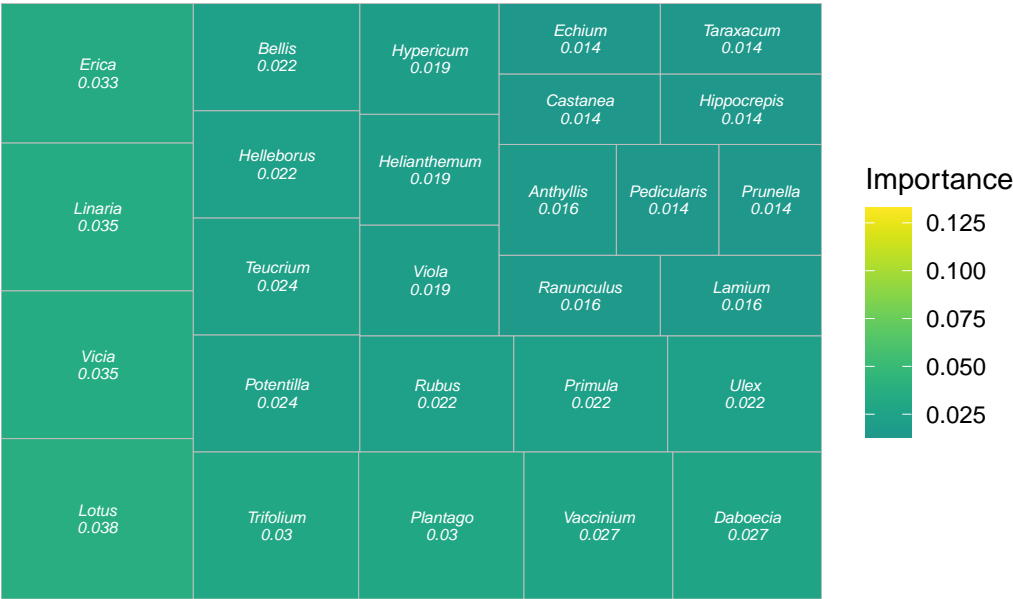 Erica
0.033
Linaria
0.035
Vicia
0.035
Lotus
0.038
Bellis
0.022
Helleborus
0.022
Teucrium
0.024
Potentilla
0.024
Trifolium
0.03
Hypericum
0.019
Helianthemum
0.019
Viola
0.019
Rubus
0.022
Plantago
0.03
Echium
0.014
Taraxacum
0.014
Castanea
0.014
Hippocrepis
0.014
Anthyllis
0.016
Pedicularis
0.014
Prunella
0.014
Ranunculus
0.016
Lamium
0.016
Primula
0.022
Ulex
0.022
Vaccinium
0.027
Daboecia
0.027
Importance
0.125
0.100
0.075
0.050
0.025